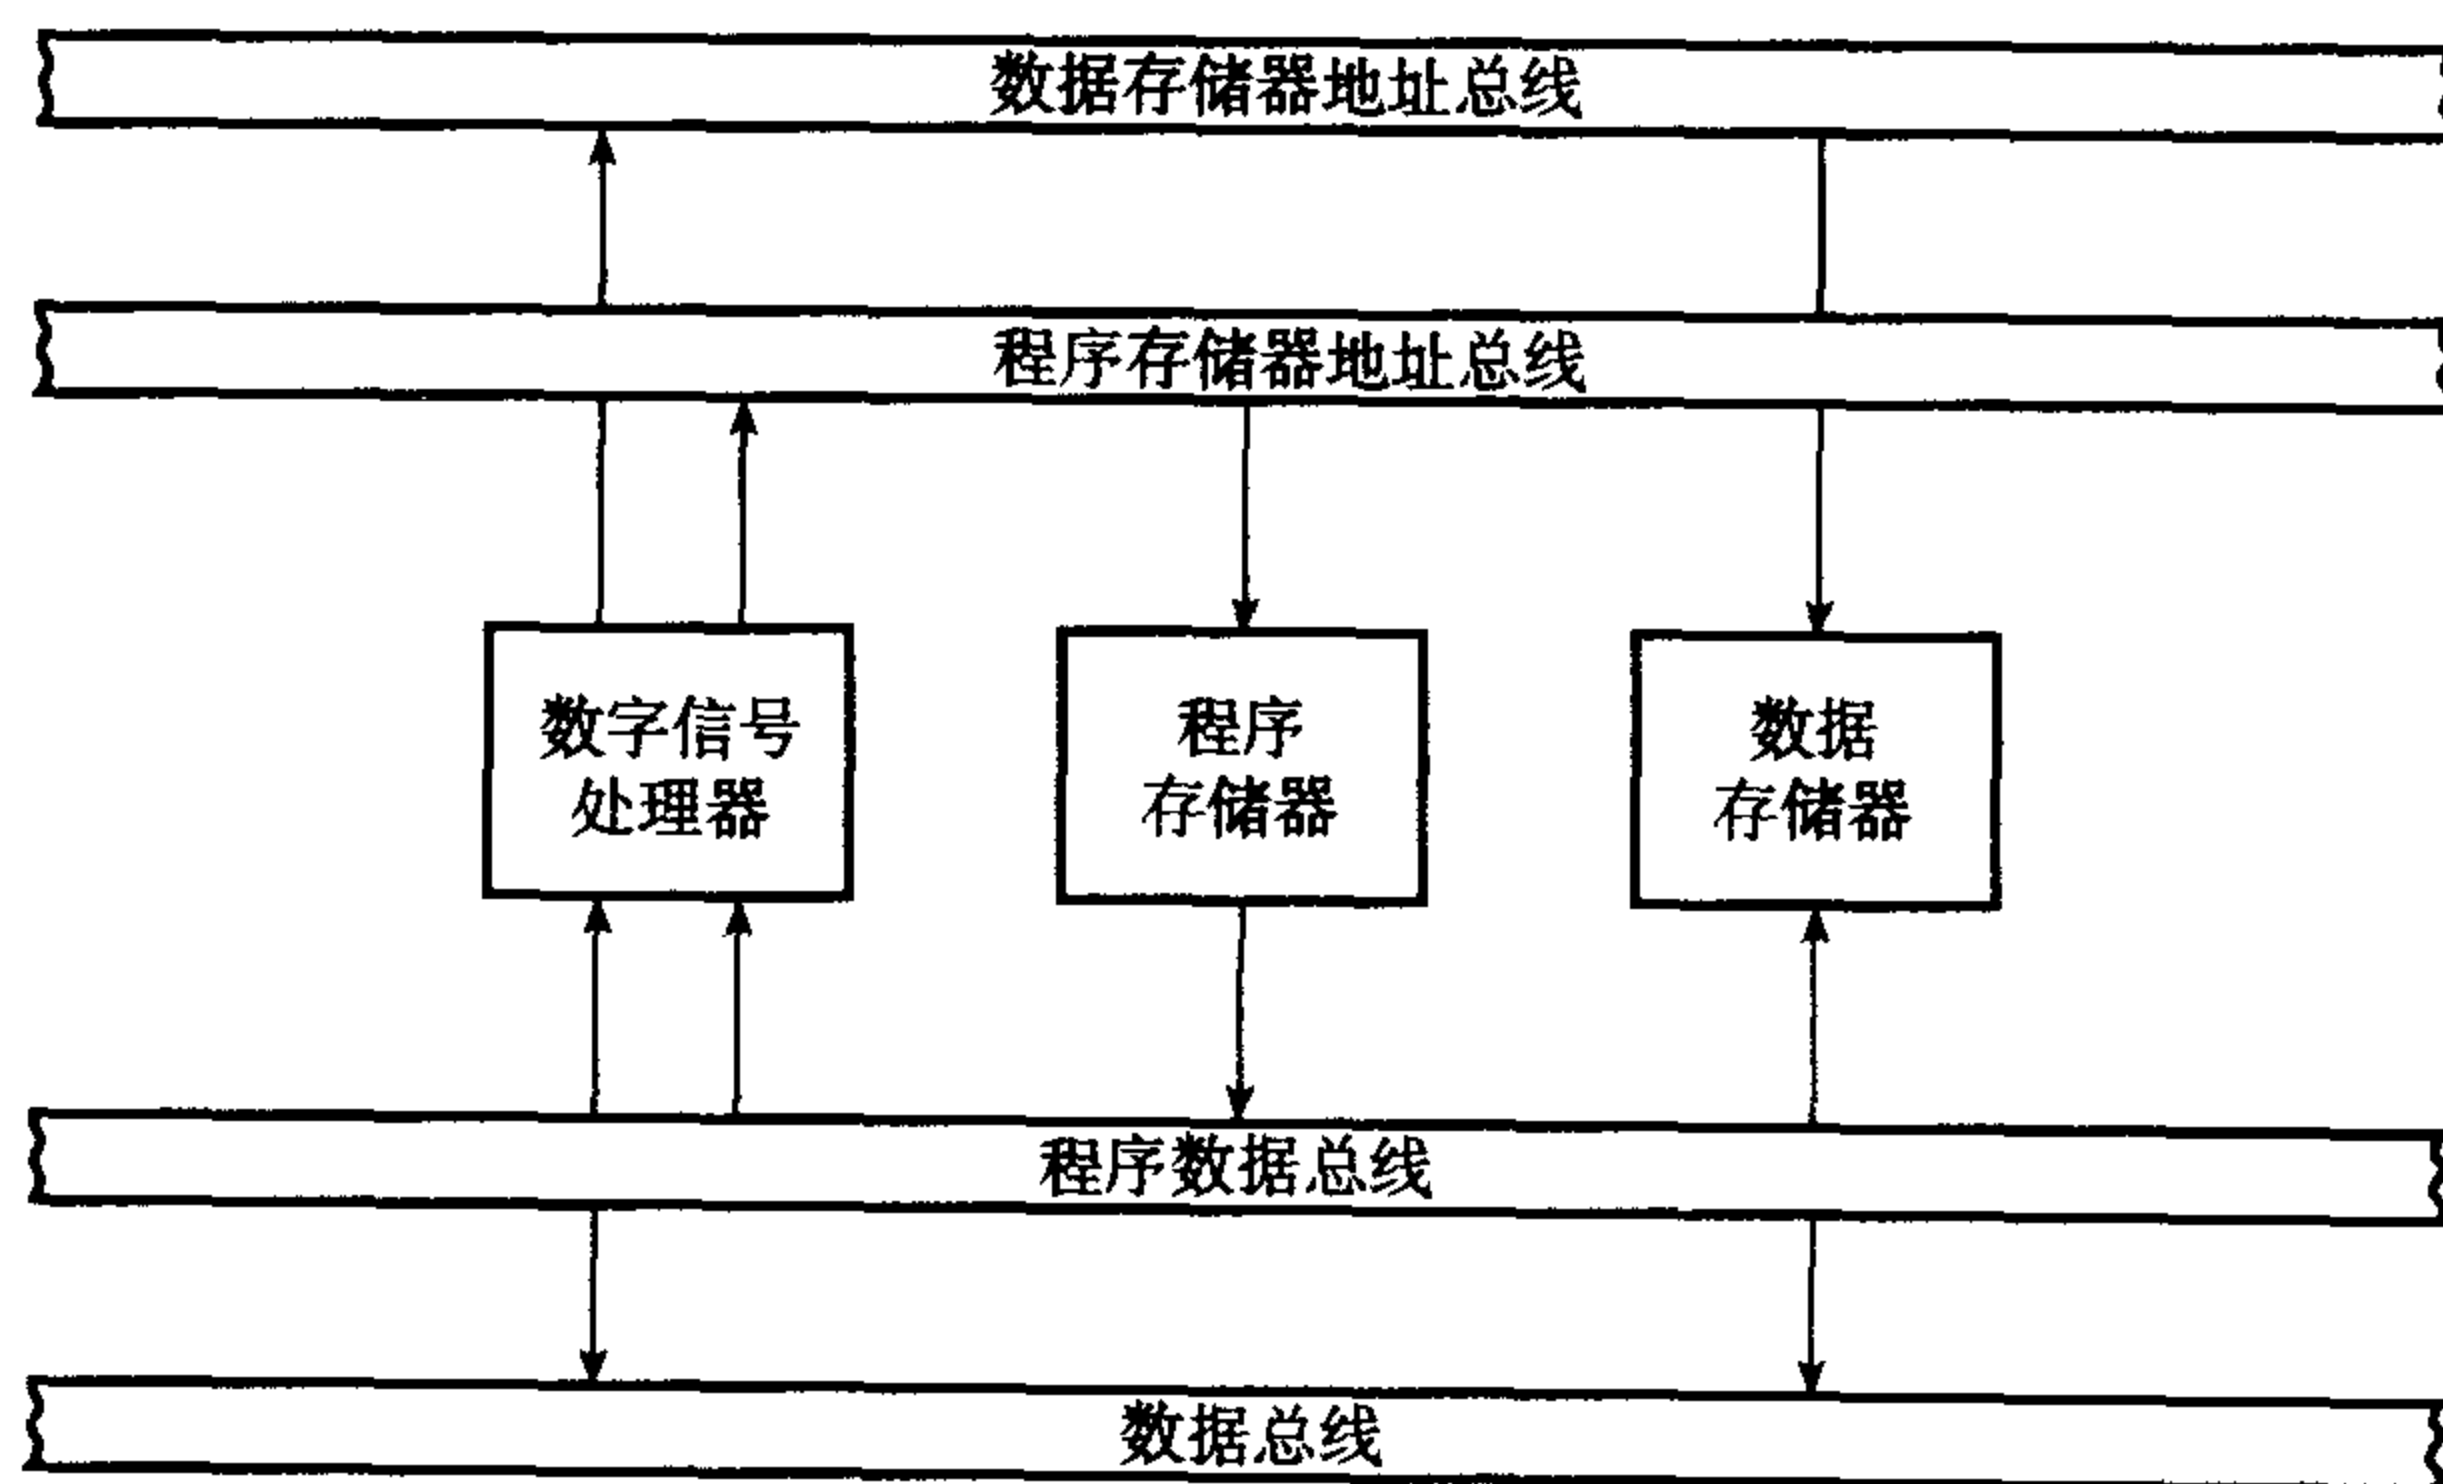 数据存储器地址总线
程序存储器地址总线
数字信号
处理器
程序
存储器
数据
存储器
程序数据总线
数据总线